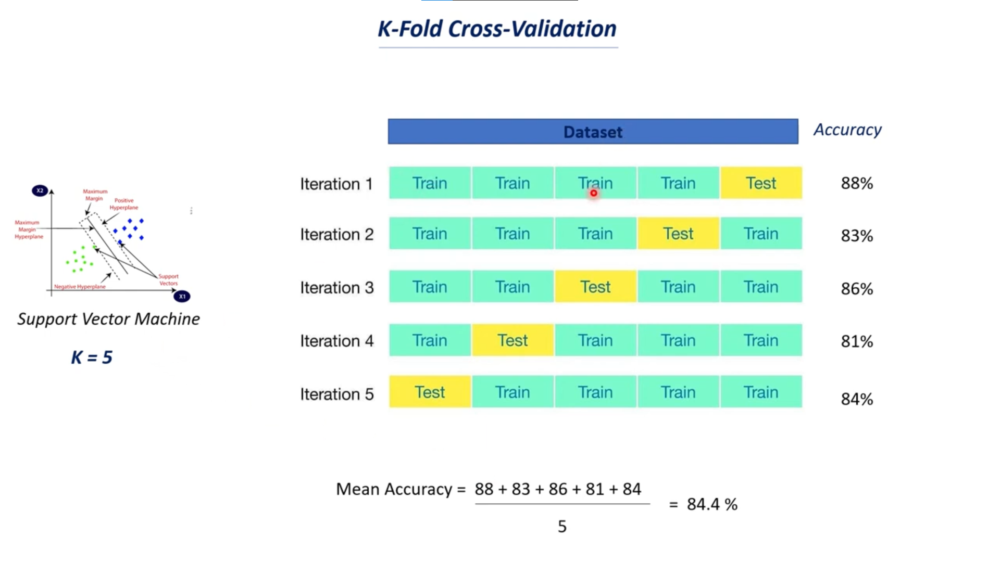 K-Fold Cross-Validation
Dataset
Accuracy
Iteration 1 Train Train Train Train Test 88%
Iteration 2 Train Train Train Test Train 83%
Iteration 3 Train Train Test Train Train 86%
Iteration 4 Train Test Train Train Train 81%
Iteration 5 Test Train Train Train Train 84%
X2
Maximum
Margin
Positive
Hyperplane
Maximum
Margin
Hyperplane
Support
Vectors
Negative Hyperplane
X1
Support Vector Machine
K = 5
Mean Accuracy = 88 + 83 + 86 + 81 + 84
5
= 84.4 %